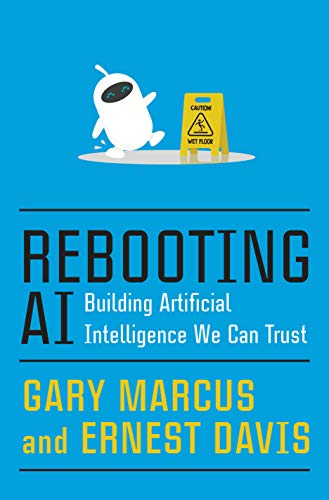 CAUTION!
WET FLOOR
REBOOTING
AI Building Artificial
Intelligence We Can Trust
GARY MARCUS
and ERNEST DAVIS